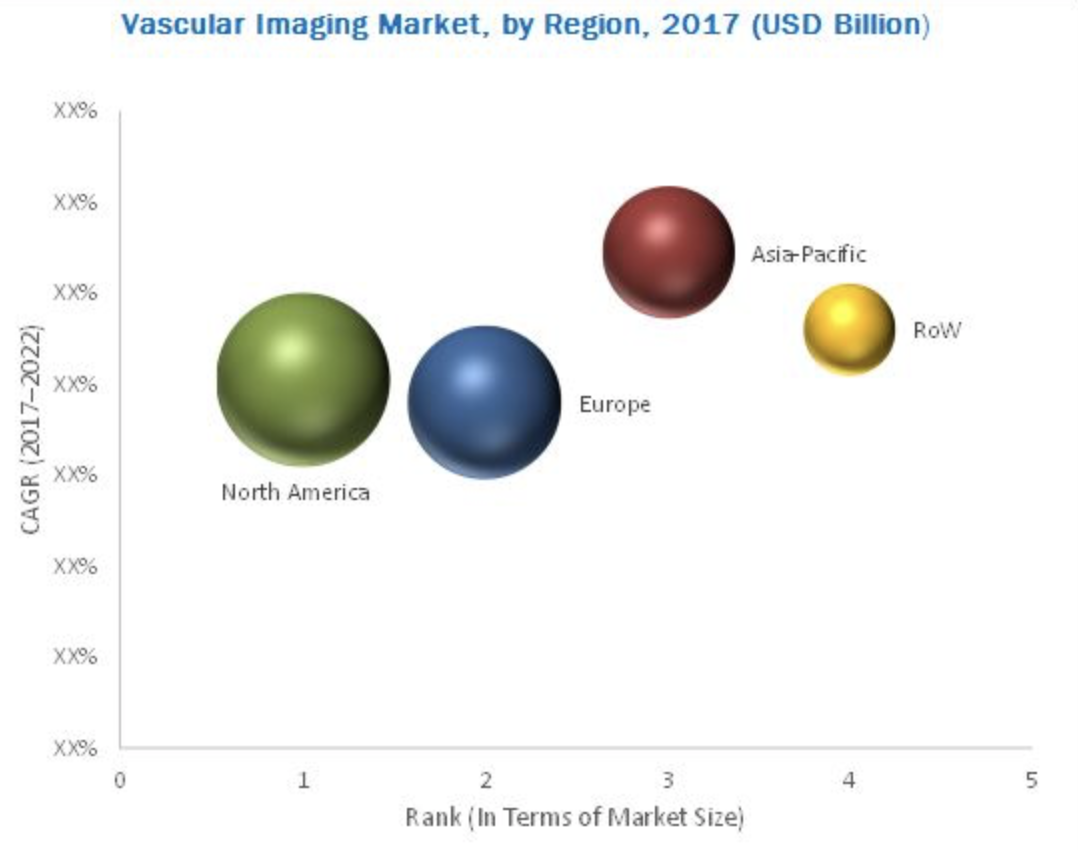 Vascular Imaging Market, by Region, 2017 (USD Billion)
XX%
XX%
XX%
XX%
XX%
XX%
XX%
XX%
CAGR (2017–2022)
North America
Europe
Asia-Pacific
RoW
0 1 2 3 4 5
Rank (In Terms of Market Size)